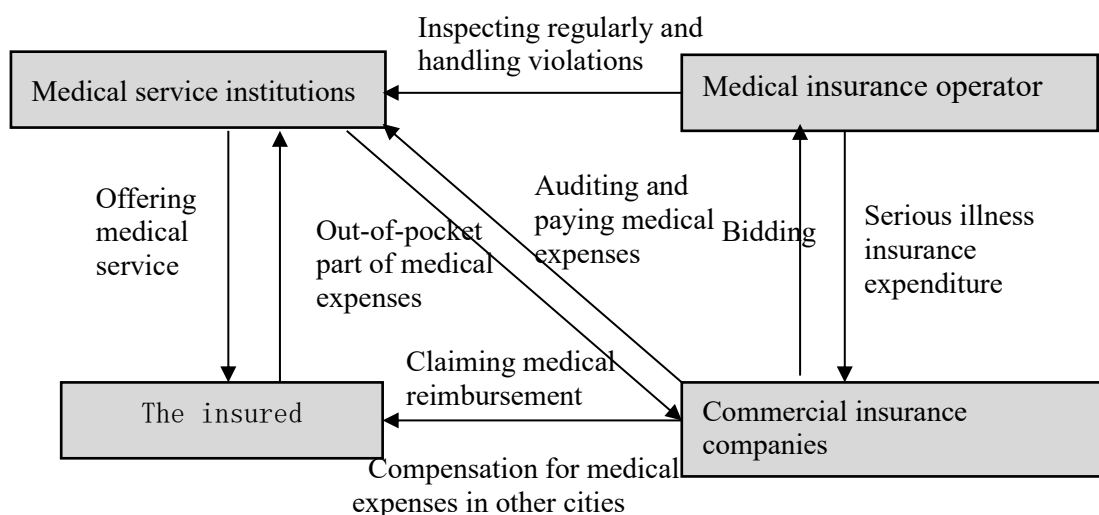 Inspecting regularly and
handling violations
Medical service institutions
Medical insurance operator
Offering
medical
service
Out-of-pocket
part of medical
expenses
Auditing and
paying medical
expenses
Bidding
Serious illness
insurance
expenditure
Claiming medical
reimbursement
The insured
Commercial insurance
companies
Compensation for medical
expenses in other cities